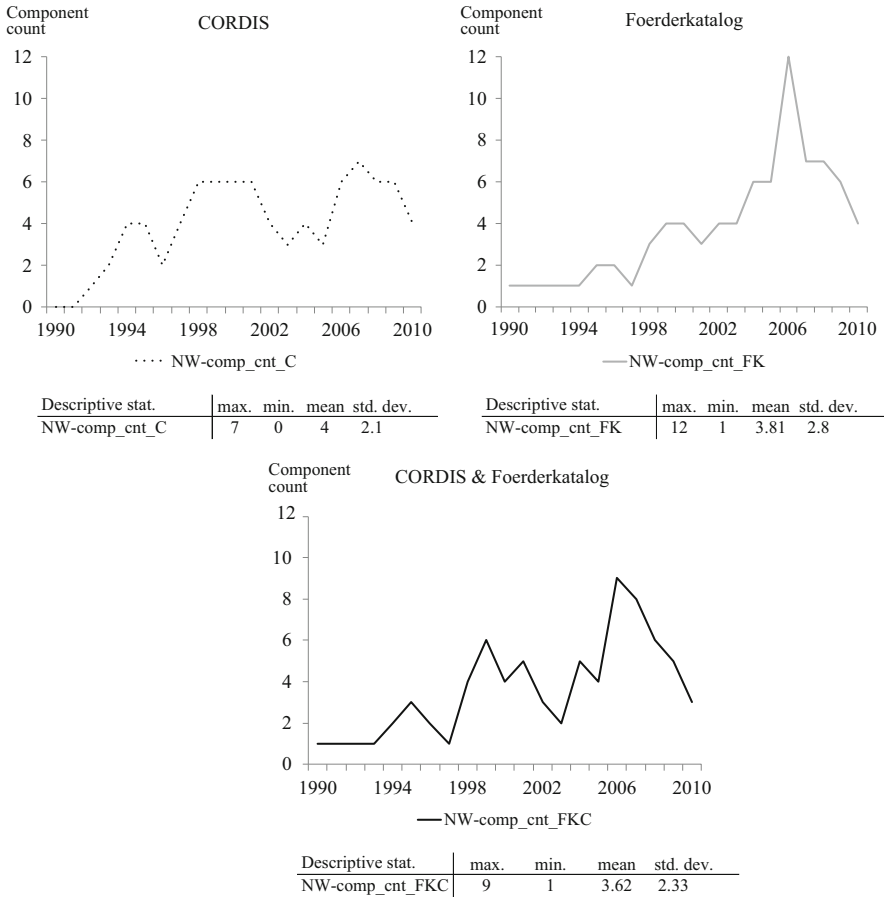 Component
count
CORDIS
12
10
8
6
4
2
0
1990 1994 1998 2002 2006 2010
NW-comp_cnt_C
Descriptive stat. max. min. mean std. dev.
NW-comp_cnt_C 7 0 4 2.1
Component
count
Foerderkatalog
12
10
8
6
4
2
0
1990 1994 1998 2002 2006 2010
NW-comp_cnt_FK
Descriptive stat. max. min. mean std. dev.
NW-comp_cnt_FK 12 1 3.81 2.8
Component
count
CORDIS & Foerderkatalog
12
10
8
6
4
2
0
1990 1994 1998 2002 2006 2010
NW-comp_cnt_FKC
Descriptive stat. max. min. mean std. dev.
NW-comp_cnt_FKC 9 1 3.62 2.33